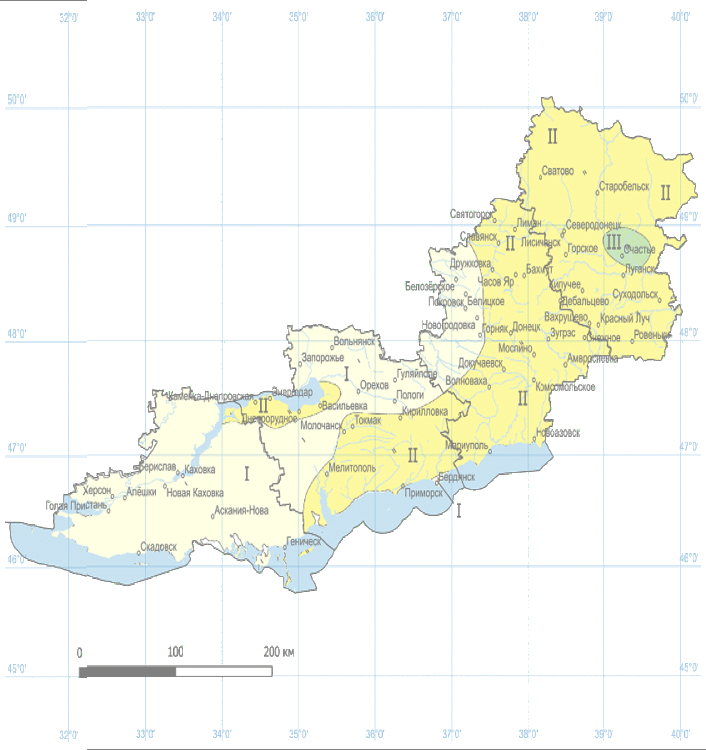 32°0' 33°0' 34°0' 35°0' 36°0' 37°0' 38°0' 39°0' 40°0'
50°0' 50°0'
II
Сватово
Старобельск
II
49°0' 49°0'
Святогорск
Лиман
Северодонецк
Славянск
II
Лисичанск
III
Счастье
Горское
Дружковка
Бахмут
Луганск
Белозёрское
Часов Яр
Кипучее
Суходольск
Покровск
Белицкое
Дебальцево
Вахрушево
Красный Луч
Новогродовка
Горняк
Донецк
Зугрэс
Снежное
Ровеньки
48°0' 48°0'
Вольнянск
Моспино
Запорожье
Амвросиевка
I
Гуляйполе
Докучаевск
Волноваха
Комсомольское
Орехов
Пологи
Каменка-Днепровская
Энергодар
II
Васильевка
Днепрорудное
II
Кирилловка
Молочанск
Токмак
Новоазовск
47°0' 47°0'
II
Мариуполь
Берислав
Каховка
I
Мелитополь
Бердянск
Херсон
Алёшки
Новая Каховка
Приморск
Голая Пристань
Аскания-Нова
I
Скадовск
Геническ
46°0' 46°0'
0 100 200 км
45°0' 45°0'
32°0' 33°0' 34°0' 35°0' 36°0' 37°0' 38°0' 39°0' 40°0'